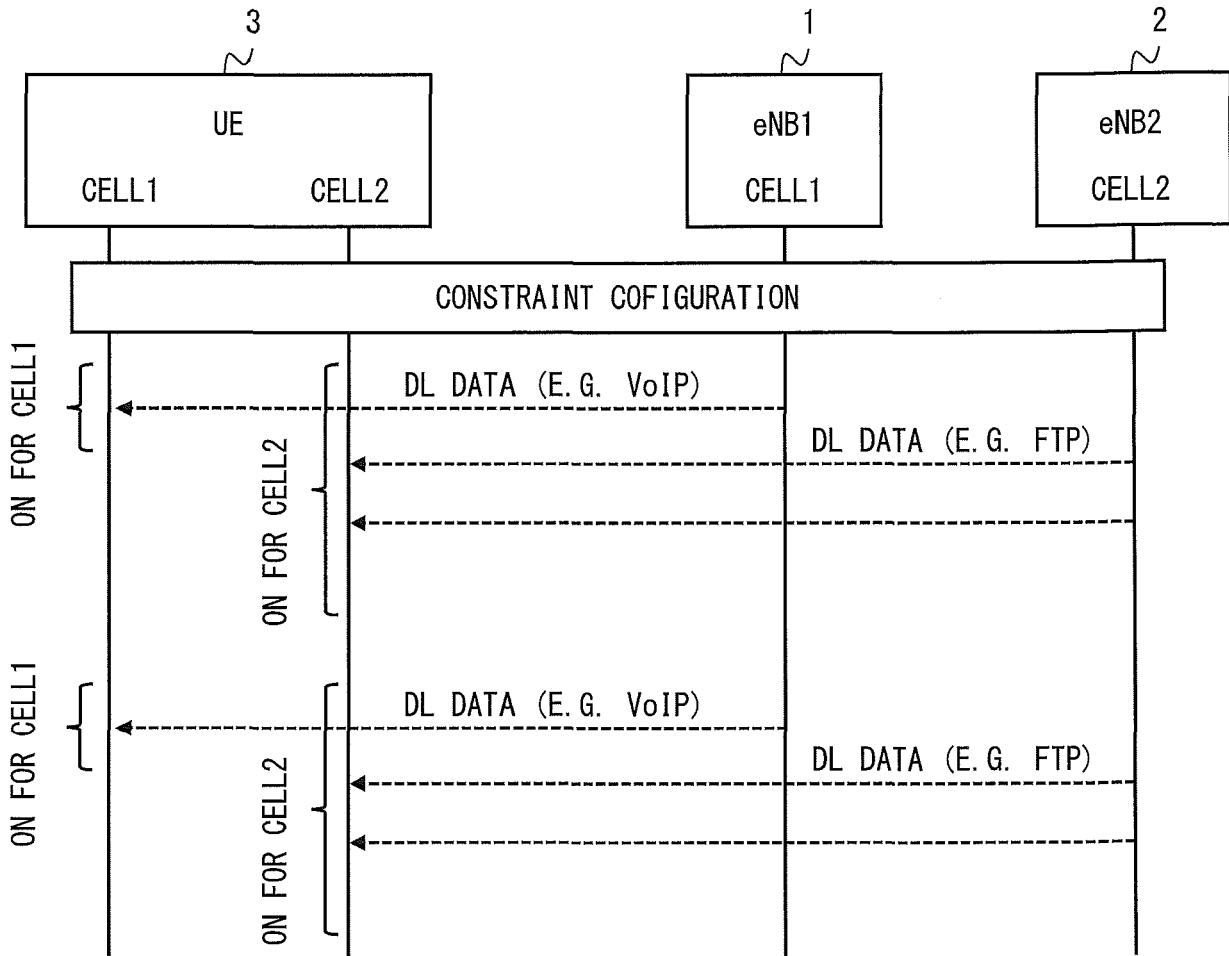 3
1
2
UE
CELL1 CELL2
eNB1
CELL1
eNB2
CELL2
CONSTRAINT COFIGURATION
ON FOR CELL1
ON FOR CELL2
DL DATA (E.G. VoIP)
DL DATA (E.G. FTP)
ON FOR CELL1
ON FOR CELL2
DL DATA (E.G. VoIP)
DL DATA (E.G. FTP)